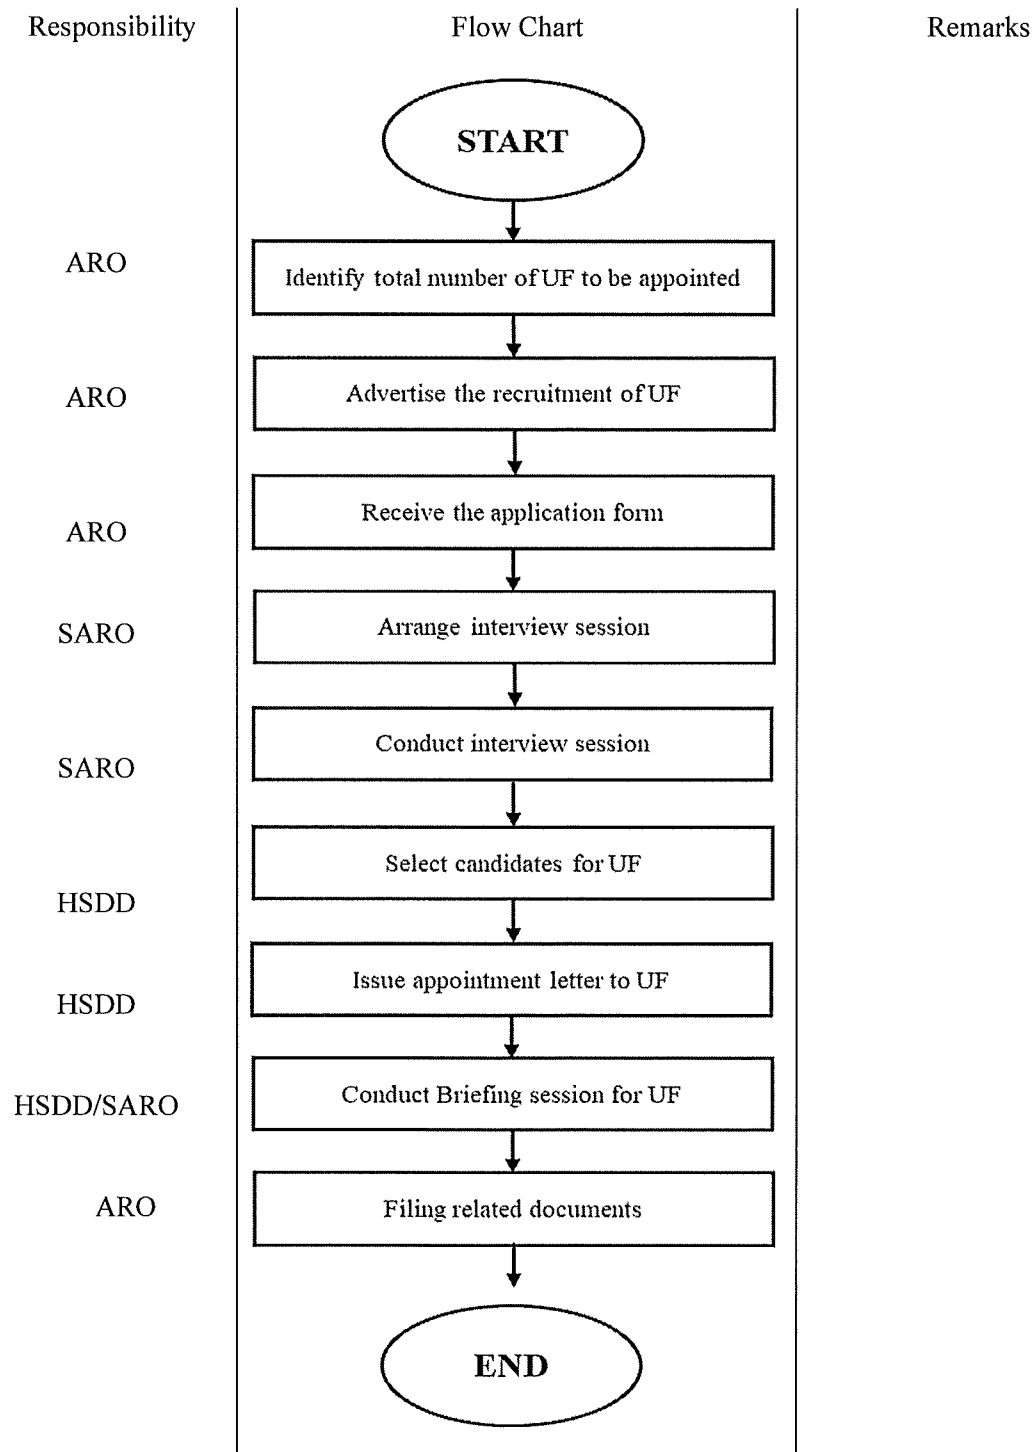 Responsibility
Flow Chart
Remarks
START
ARO
Identify total number of UF to be appointed
ARO
Advertise the recruitment of UF
ARO
Receive the application form
SARO
Arrange interview session
SARO
Conduct interview session
HSDD
Select candidates for UF
HSDD
Issue appointment letter to UF
HSDD/SARO
Conduct Briefing session for UF
ARO
Filing related documents
END